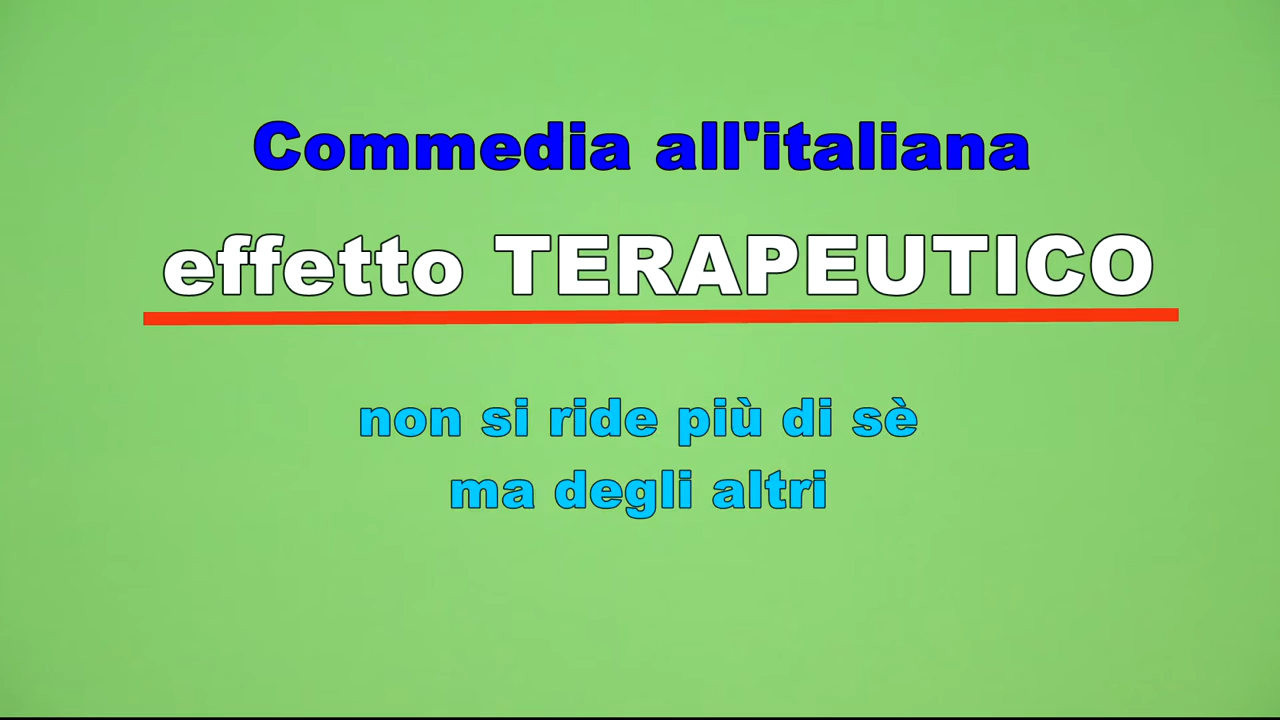 Commedia all'italiana
effetto TERAPEUTICO
non si ride più di sè
ma degli altri